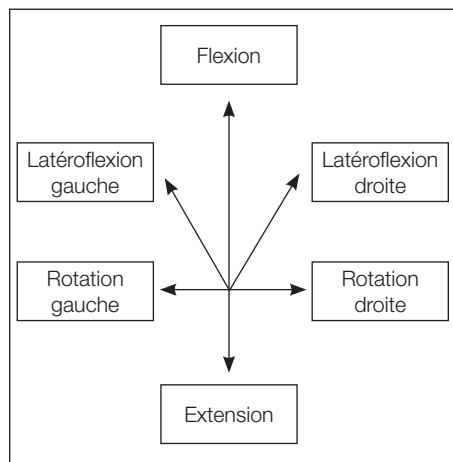 Flexion
Latéroflexion
gauche
Latéroflexion
droite
Rotation
gauche
Rotation
droite
Extension